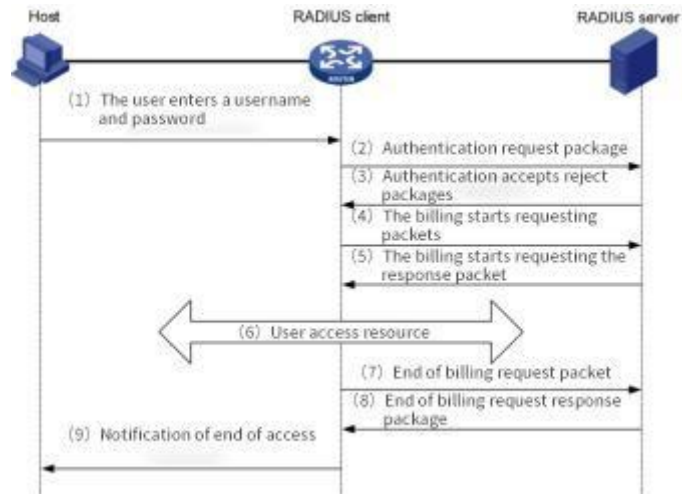 Host
RADIUS client
RADIUS server
ROUTER
(1) The user enters a username
and password
(2) Authentication request package
(3) Authentication accepts reject
packages
(4) The billing starts requesting
packets
(5) The billing starts requesting the
response packet
(6) User access resource
(7) End of billing request packet
(8) End of billing request response
package
(9) Notification of end of access